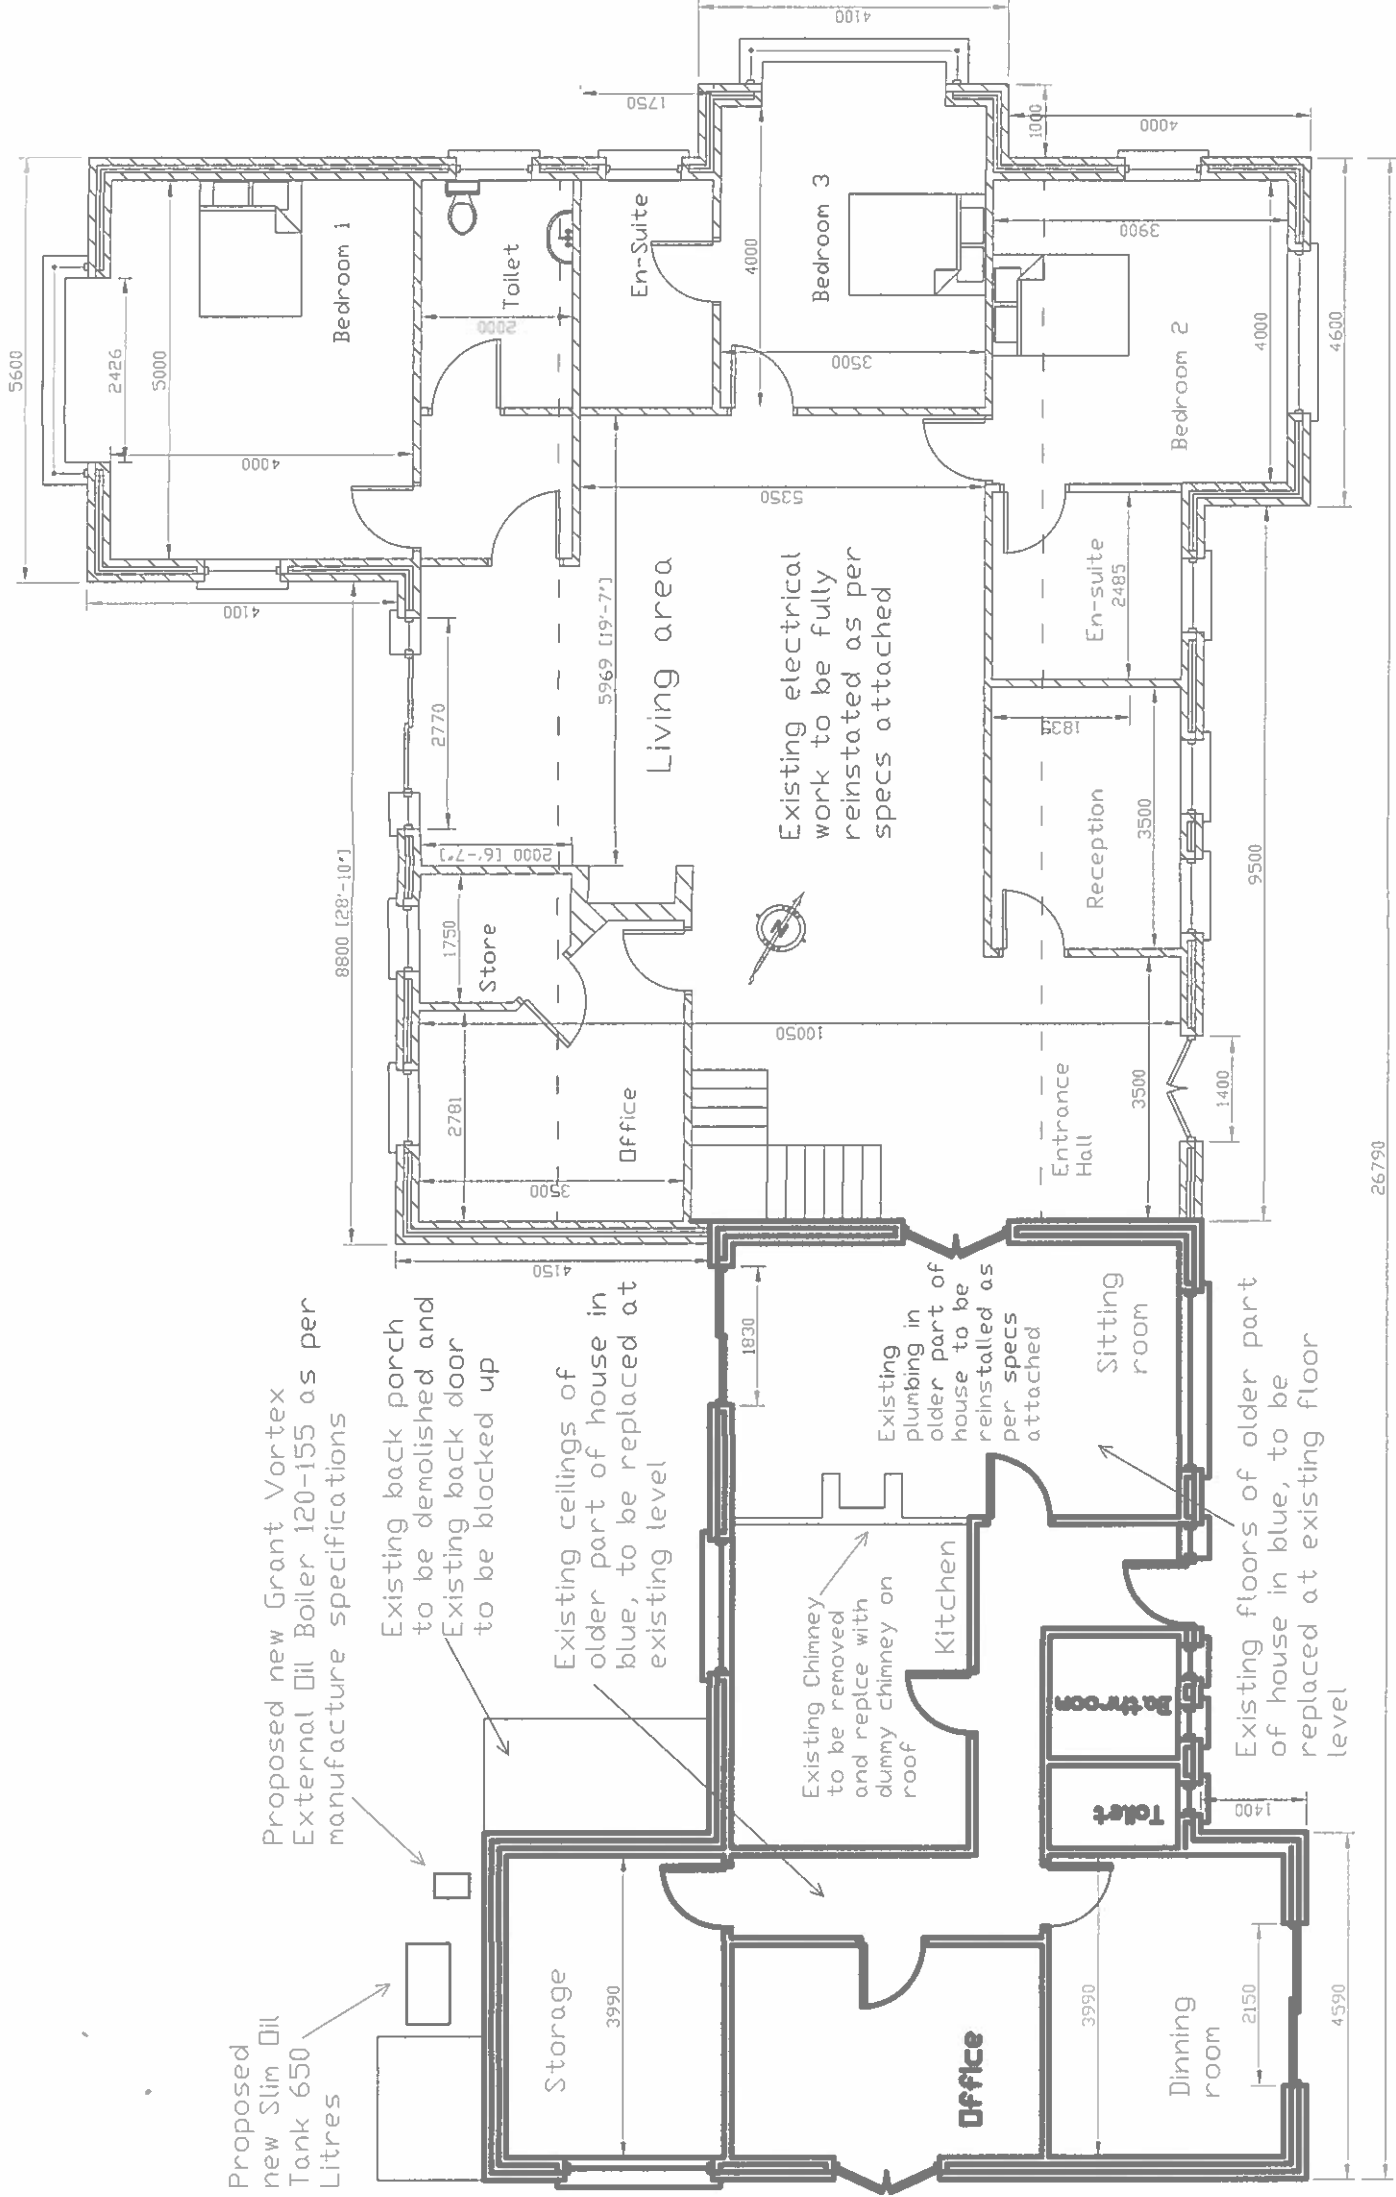 Proposed
new Slim Oil
Tank 650
Litres
Proposed new Grant Vortex
External Oil Boiler 120-155 as per
manufacture specifications
Existing back porch
to be demolished and
Existing back door
to be blocked up
Existing ceilings of
older part of house in
blue, to be replaced at
existing level
Storage
3990
Office
3990
Dinning
room
2150
4590
Toilet
Bathroom
1400
Kitchen
Existing Chimney
to be removed
and replce with
dummy chimney on
roof
Existing
plumbing in
older part of
house to be
reinstalled as
per specs
attached
Sitting
room
1830
Existing floors of older part
of house in blue, to be
replaced at existing floor
level
4150
8800 [28'-10"]
2781
3500
Office
1750
Store
2000 [6'-7"]
2770
10050
N
Entrance
Hall
3500
1400
9500
26790
Reception
3500
1835
En-suite
2485
Living area
5969 [19'-7"]
5350
Existing electrical
work to be fully
reinstated as per
specs attached
4100
5600
2426
5000
4000
Bedroom 1
Toilet
2000
En-Suite
1750
4100
4000
Bedroom 3
3500
1000
4000
3900
Bedroom 2
4000
4600